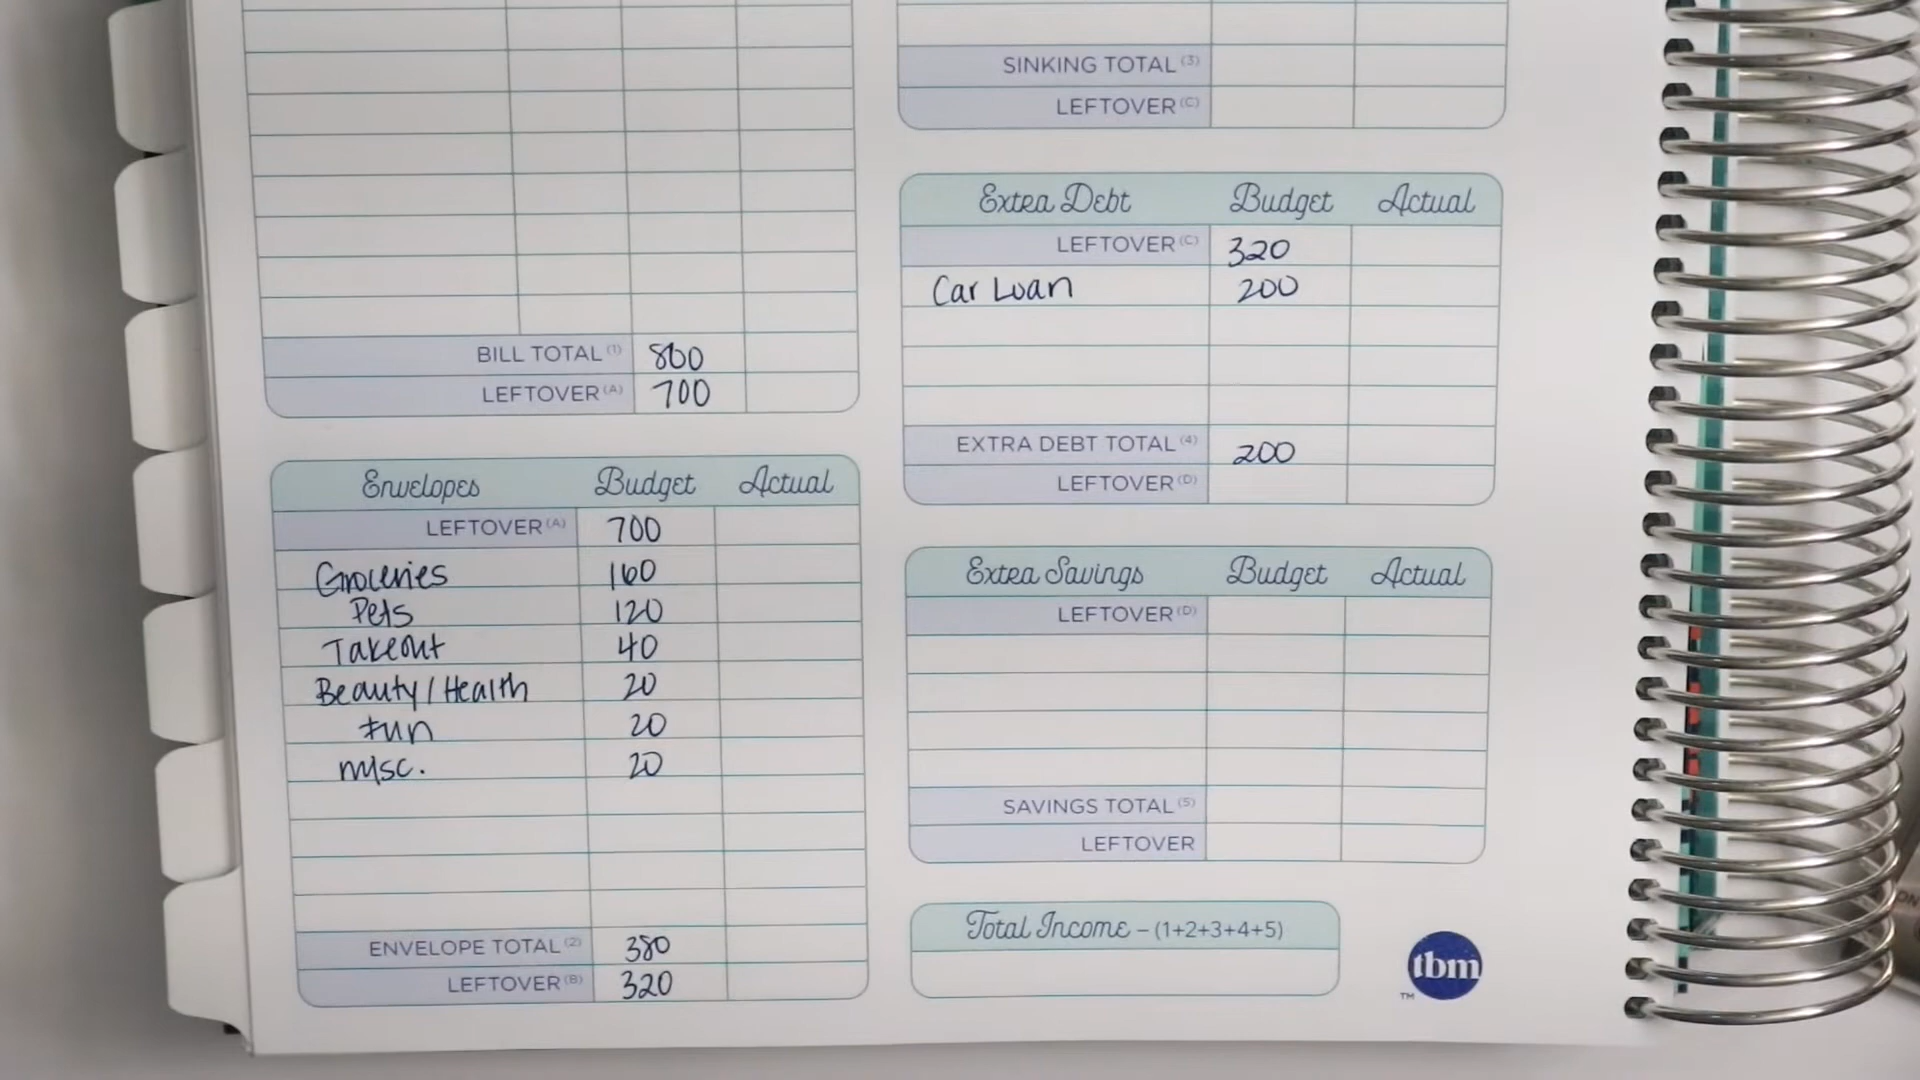 BILL TOTAL (1) 800
LEFTOVER (A) 700
Envelopes Budget Actual
LEFTOVER (A) 700
Groceries 160
Pets 120
Takeout 40
Beauty/Health 20
Fun 20
misc. 20
ENVELOPE TOTAL (2) 380
LEFTOVER (B) 320
SINKING TOTAL (3)
LEFTOVER (C)
Extra Debt Budget Actual
LEFTOVER (C) 320
Car Loan 200
EXTRA DEBT TOTAL (4) 200
LEFTOVER (D)
Extra Savings Budget Actual
LEFTOVER (D)
SAVINGS TOTAL (5)
LEFTOVER
Total Income – (1+2+3+4+5)
tbm
TM